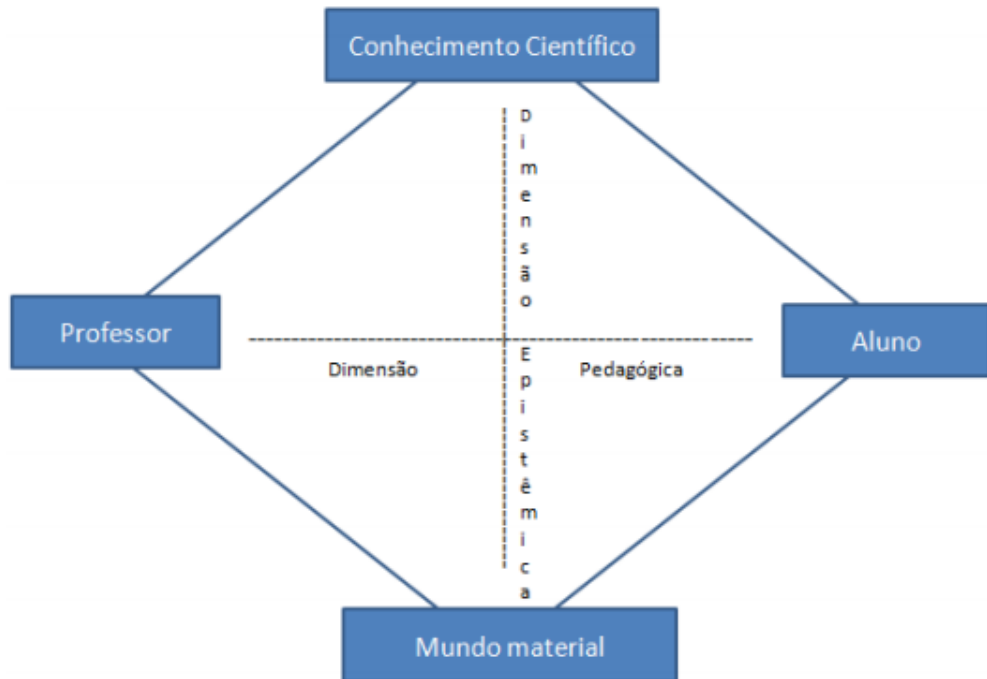 Conhecimento Científico
Dimensão Epistêmica
Professor
Aluno
Dimensão Pedagógica
Mundo material